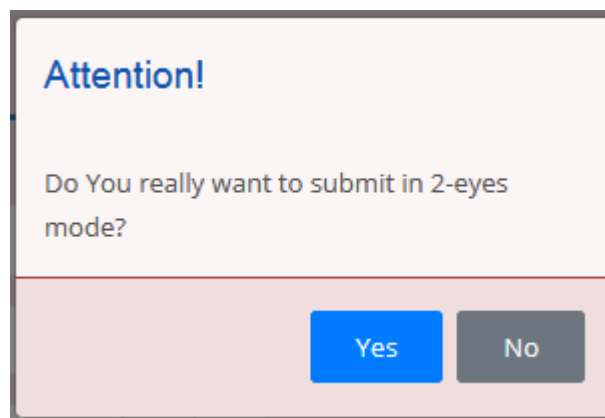 Attention!
Do You really want to submit in 2-eyes
mode?
Yes
No